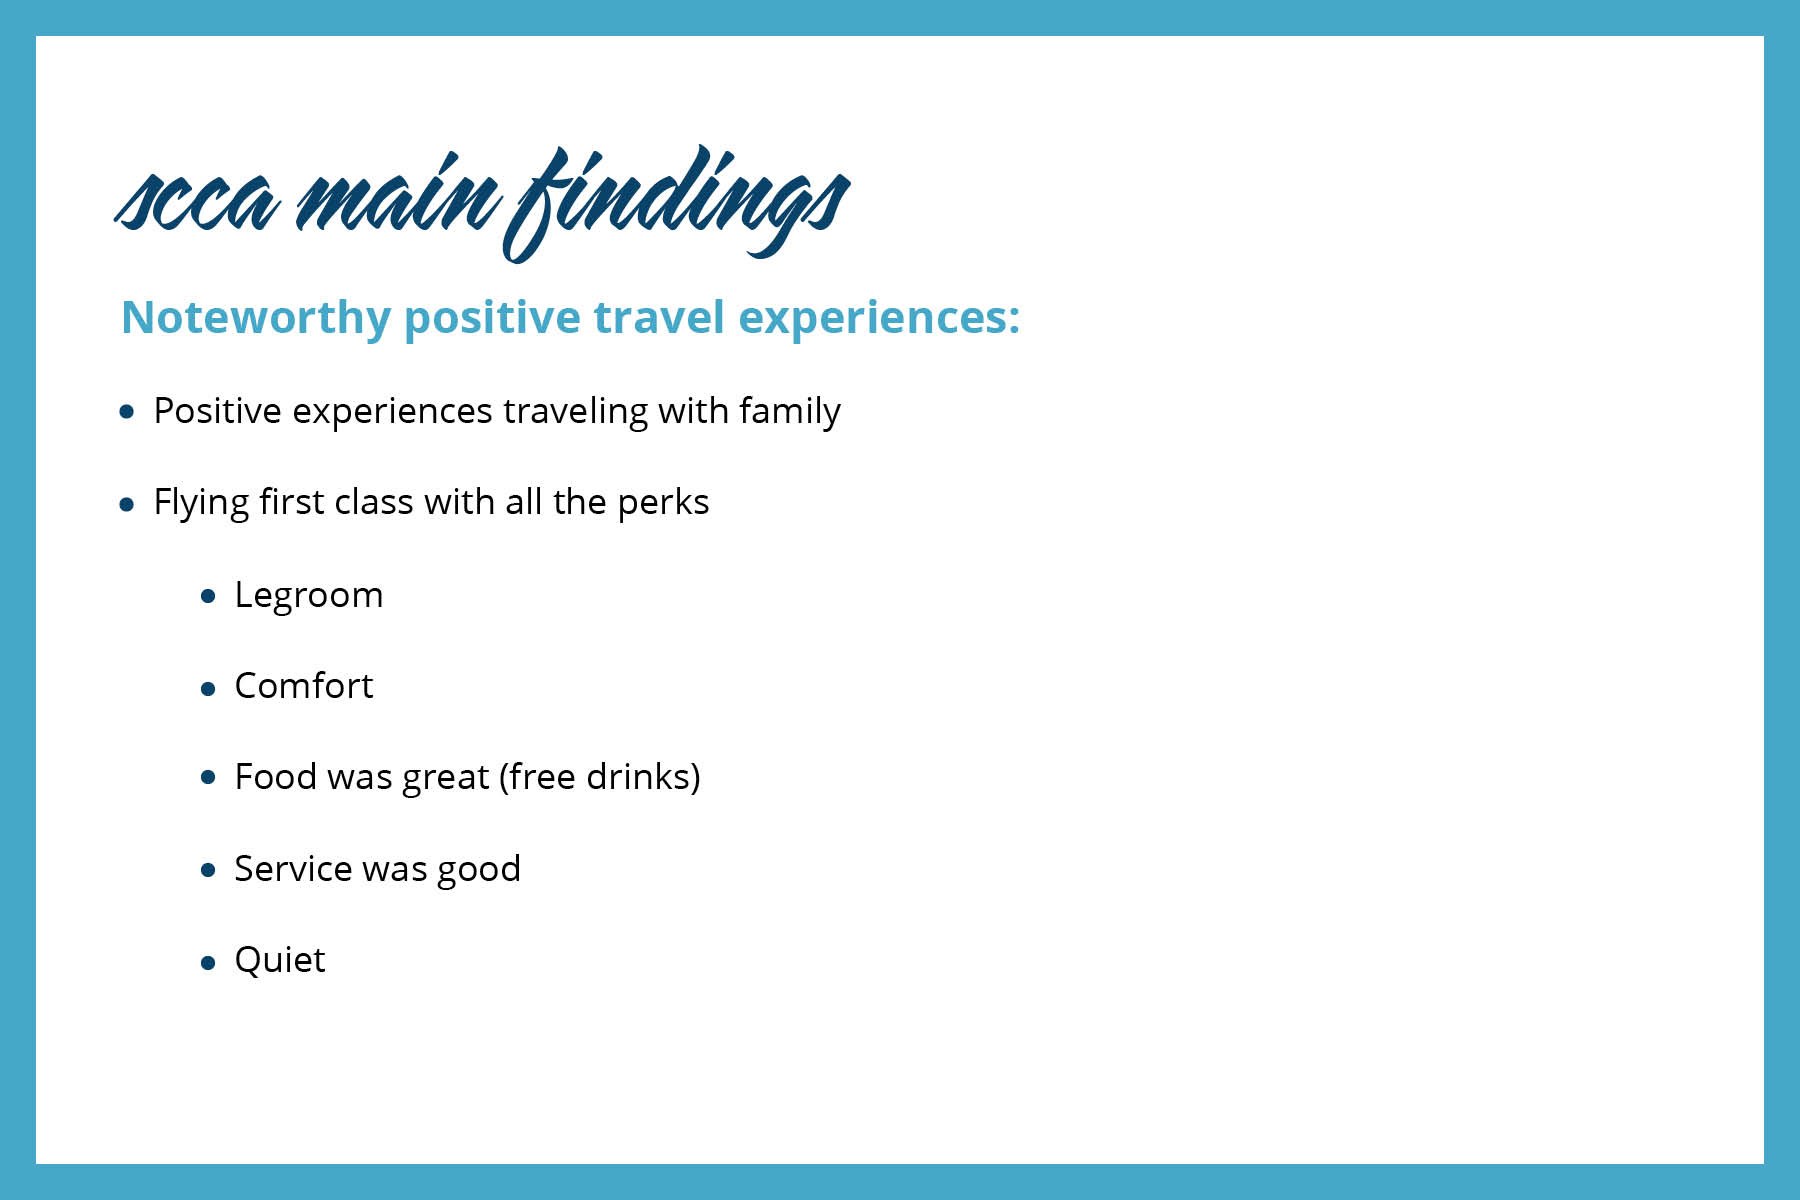 scca main findings
Noteworthy positive travel experiences:
• Positive experiences traveling with family
• Flying first class with all the perks
• Legroom
• Comfort
• Food was great (free drinks)
• Service was good
• Quiet